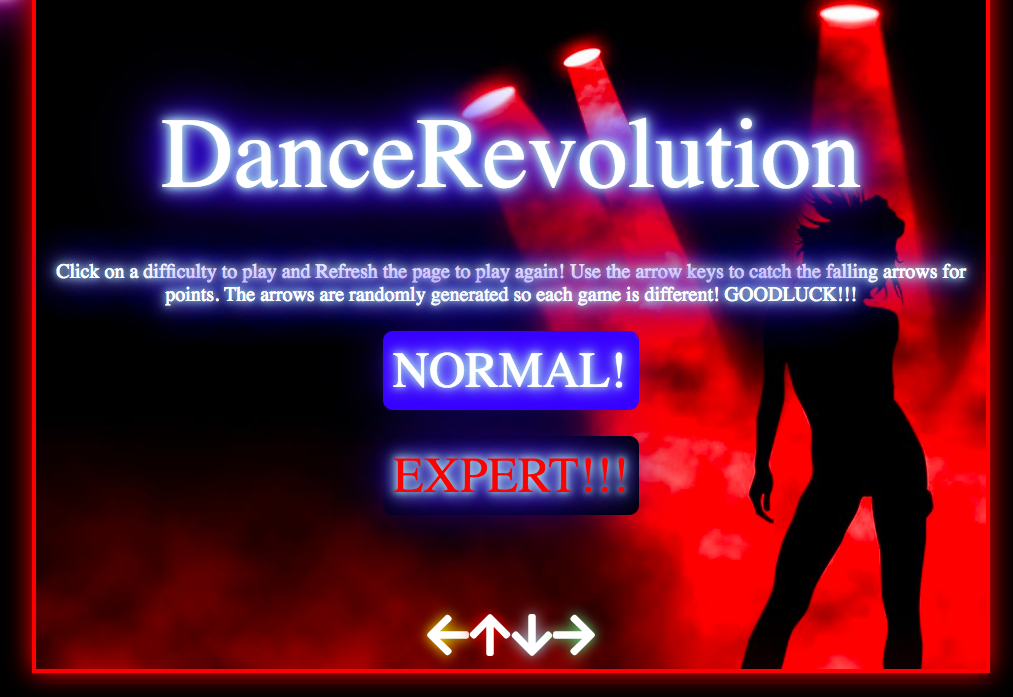 DanceRevolution
Click on a difficulty to play and Refresh the page to play again! Use the arrow keys to catch the falling arrows for
points. The arrows are randomly generated so each game is different! GOODLUCK!!!
NORMAL!
EXPERT!!!
←↑↓→